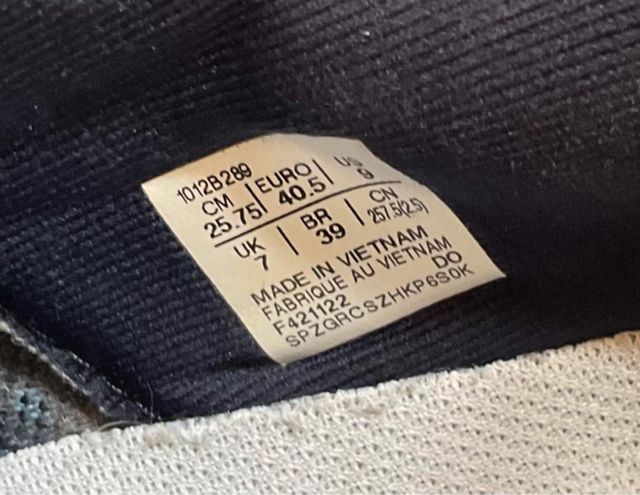 1012B289
CM EURO US
25.75 40.5 9
UK BR CN
7 39 257.5(2.5)
MADE IN VIETNAM
FABRIQUE AU VIETNAM
F421122 DO
SPZGRCSZHKP6S0K